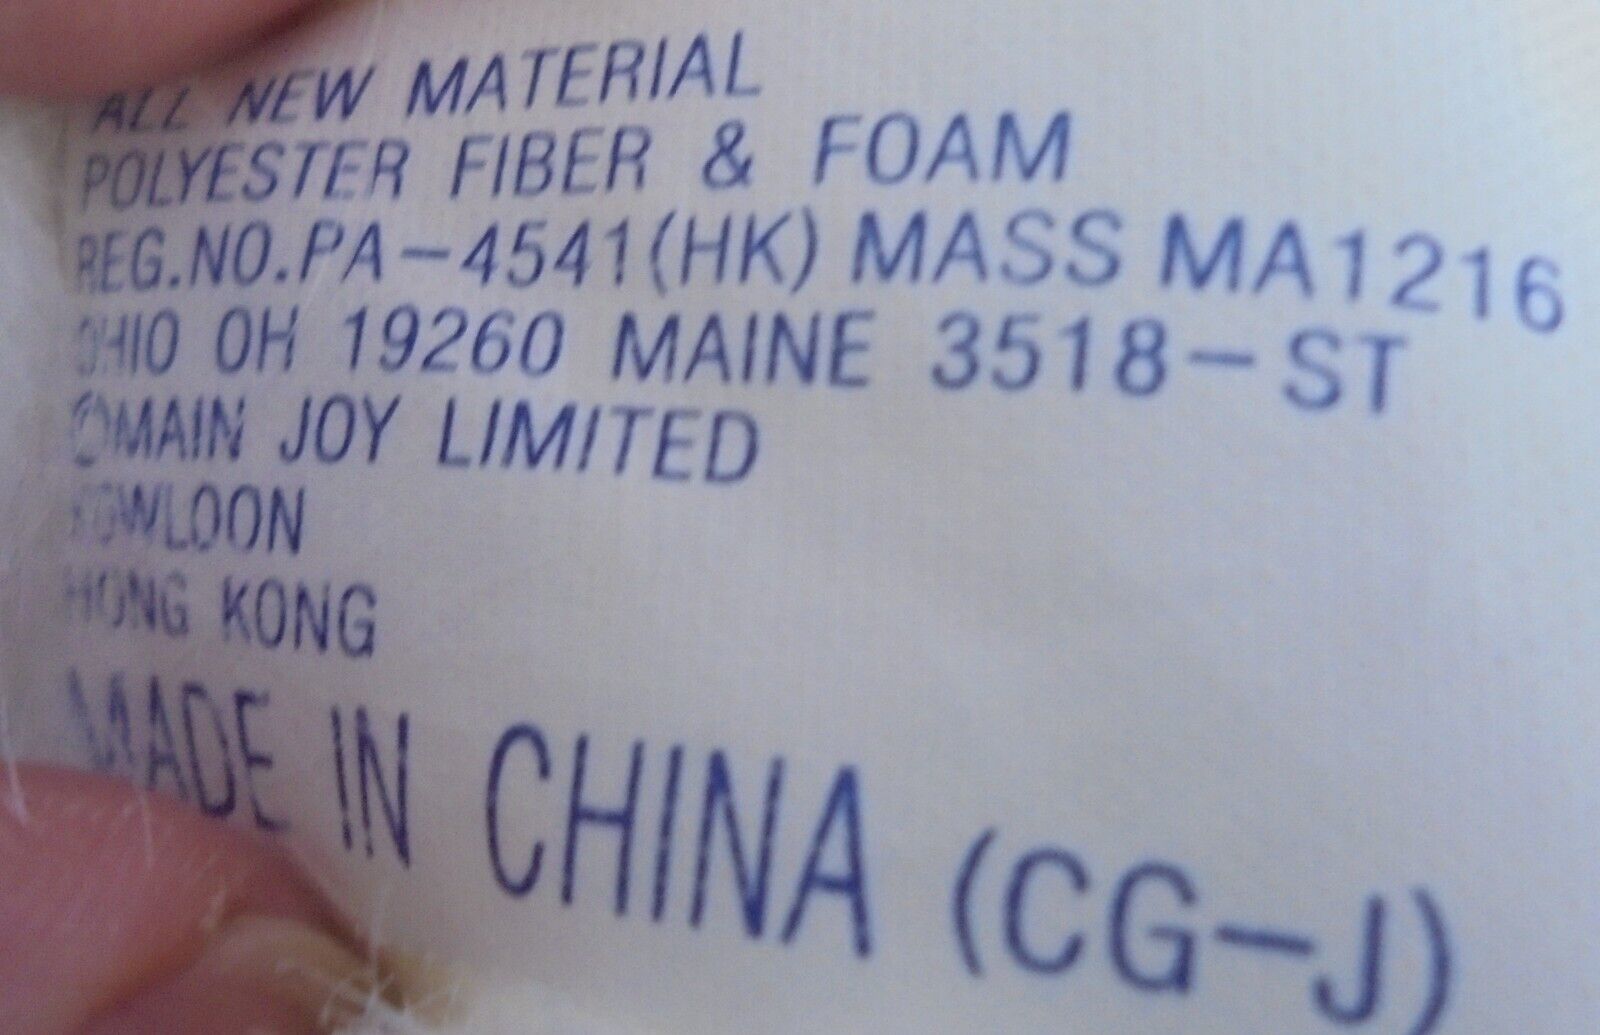 ALL NEW MATERIAL
POLYESTER FIBER & FOAM
REG.NO.PA-4541(HK) MASS MA1216
OHIO OH 19260 MAINE 3518-ST
©MAIN JOY LIMITED
KOWLOON
HONG KONG
MADE IN CHINA (CG-J)